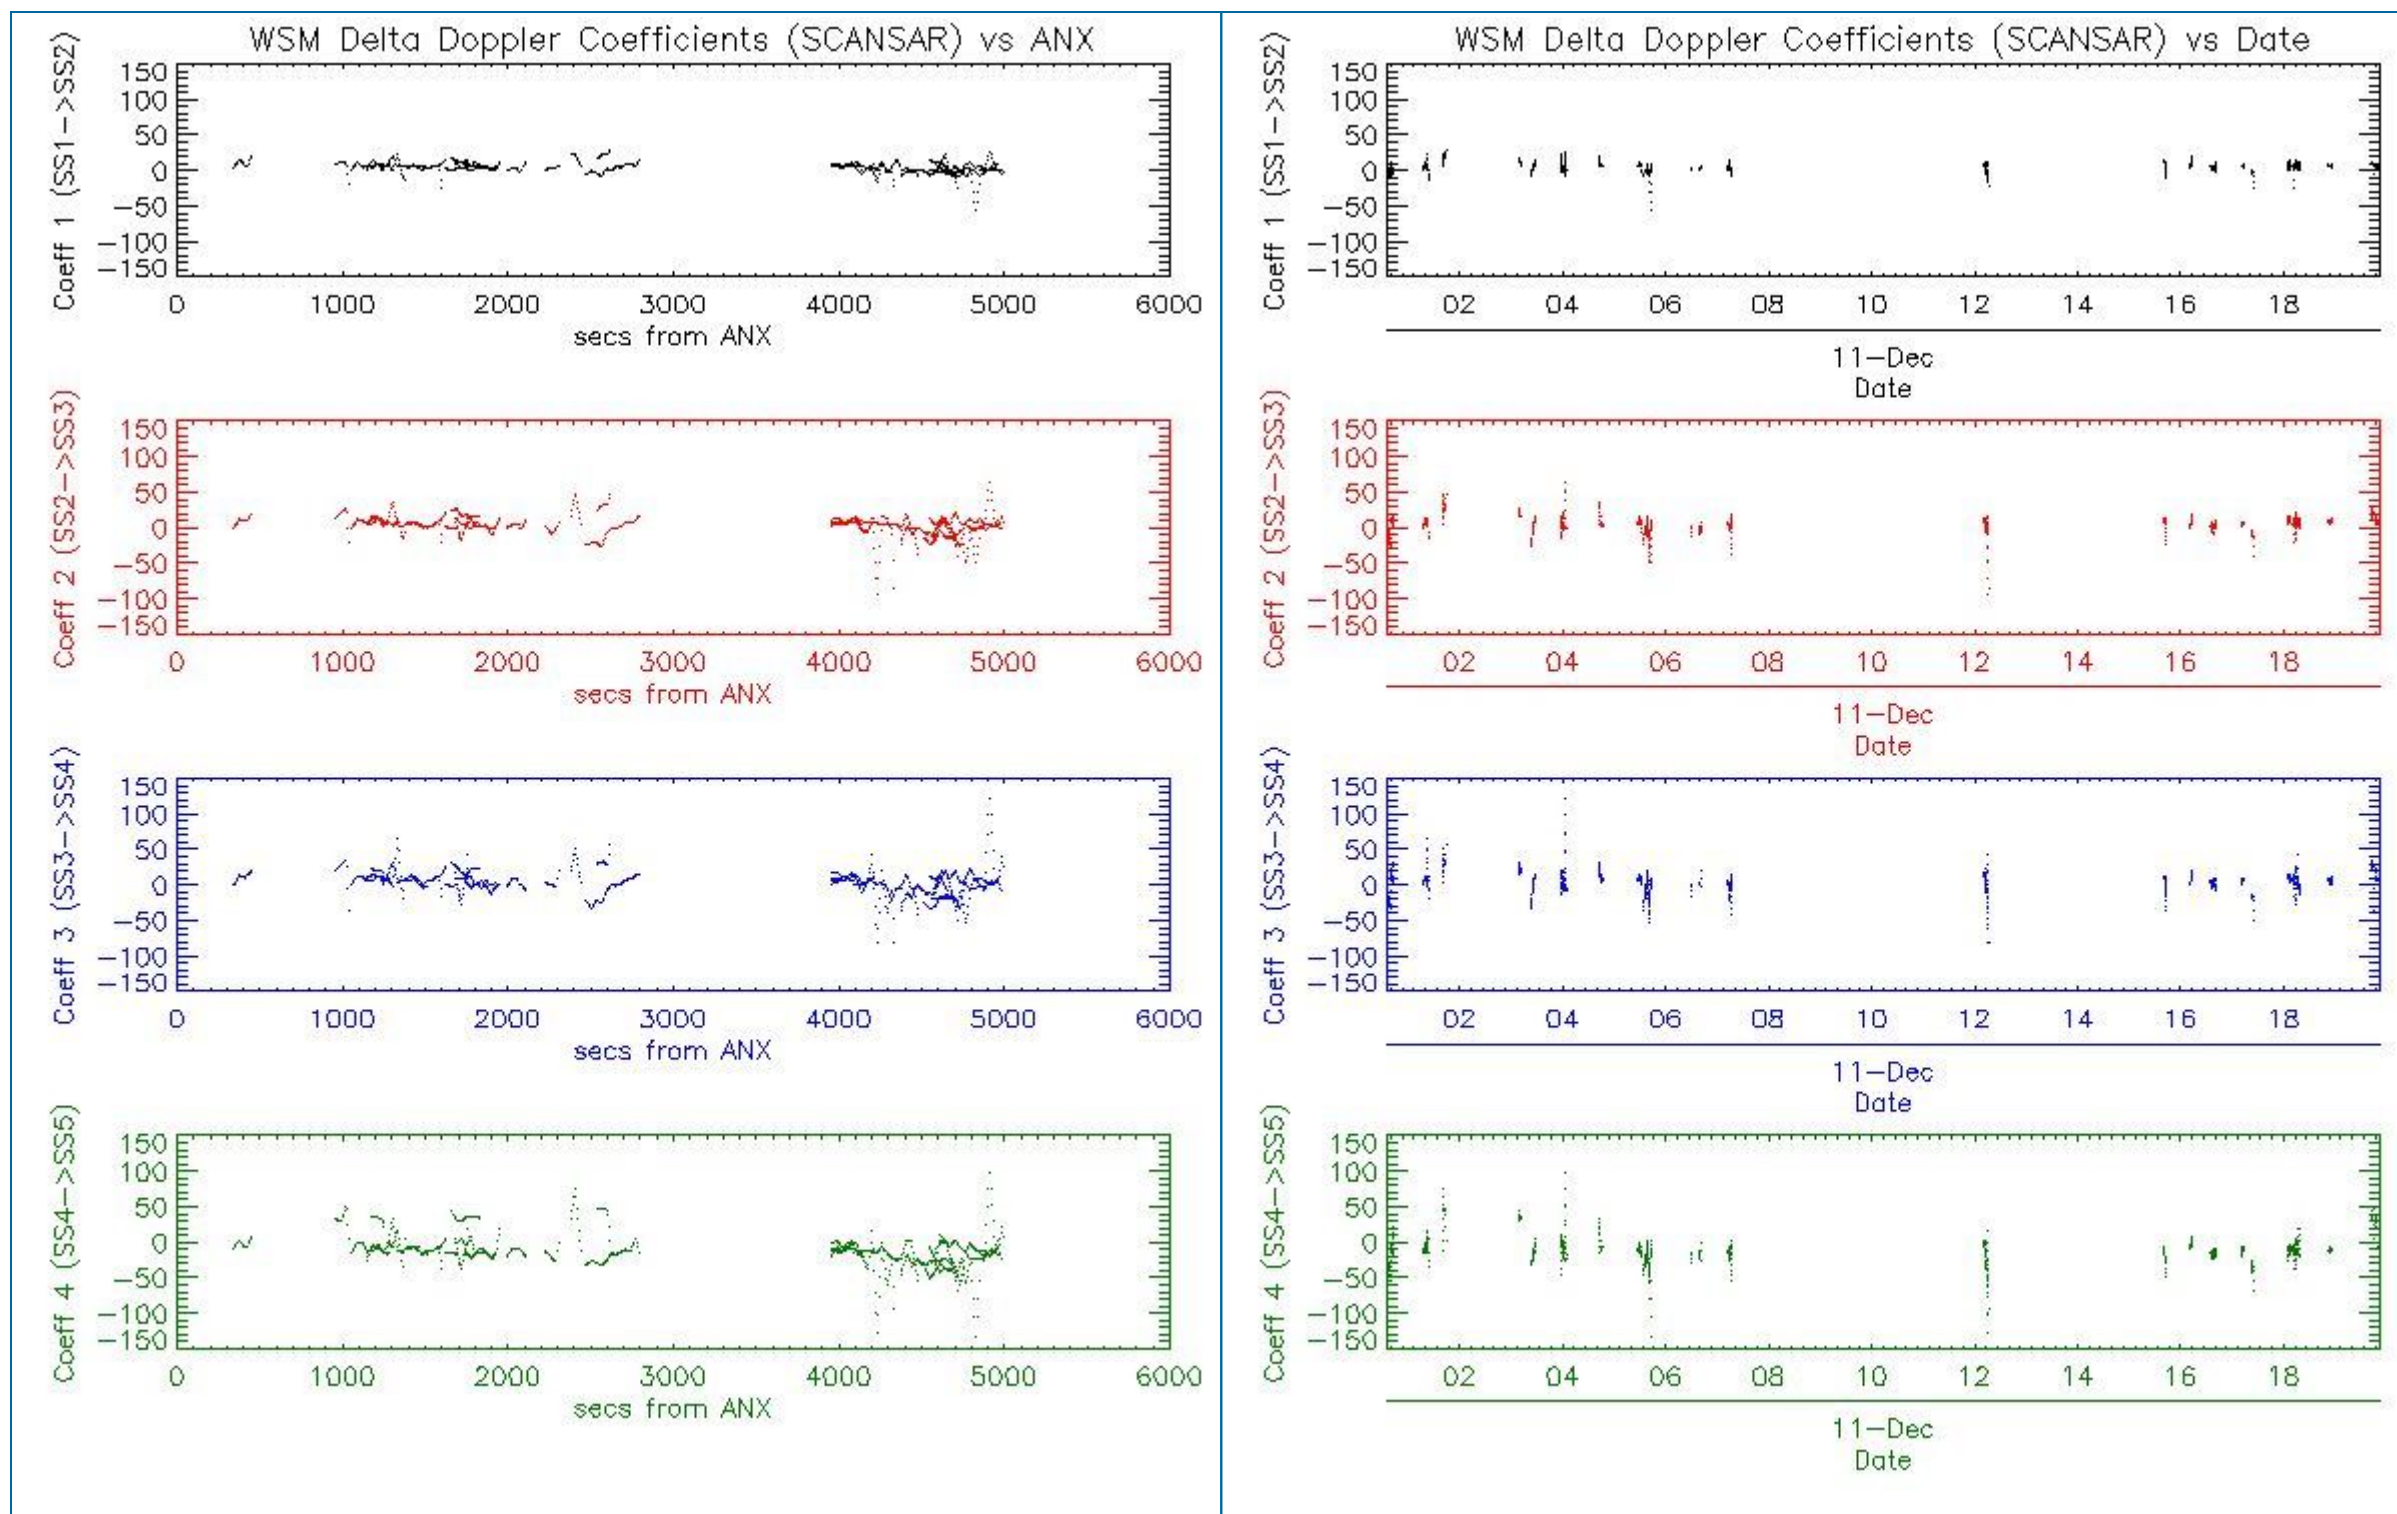 WSM Delta Doppler Coefficients (SCANSAR) vs ANX
Coeff 1 (SS1->SS2)
150
100
50
0
-50
-100
-150
0 1000 2000 3000 4000 5000 6000
secs from ANX
Coeff 2 (SS2->SS3)
150
100
50
0
-50
-100
-150
0 1000 2000 3000 4000 5000 6000
secs from ANX
Coeff 3 (SS3->SS4)
150
100
50
0
-50
-100
-150
0 1000 2000 3000 4000 5000 6000
secs from ANX
Coeff 4 (SS4->SS5)
150
100
50
0
-50
-100
-150
0 1000 2000 3000 4000 5000 6000
secs from ANX
WSM Delta Doppler Coefficients (SCANSAR) vs Date
Coeff 1 (SS1->SS2)
150
100
50
0
-50
-100
-150
02 04 06 08 10 12 14 16 18
11-Dec
Date
Coeff 2 (SS2->SS3)
150
100
50
0
-50
-100
-150
02 04 06 08 10 12 14 16 18
11-Dec
Date
Coeff 3 (SS3->SS4)
150
100
50
0
-50
-100
-150
02 04 06 08 10 12 14 16 18
11-Dec
Date
Coeff 4 (SS4->SS5)
150
100
50
0
-50
-100
-150
02 04 06 08 10 12 14 16 18
11-Dec
Date